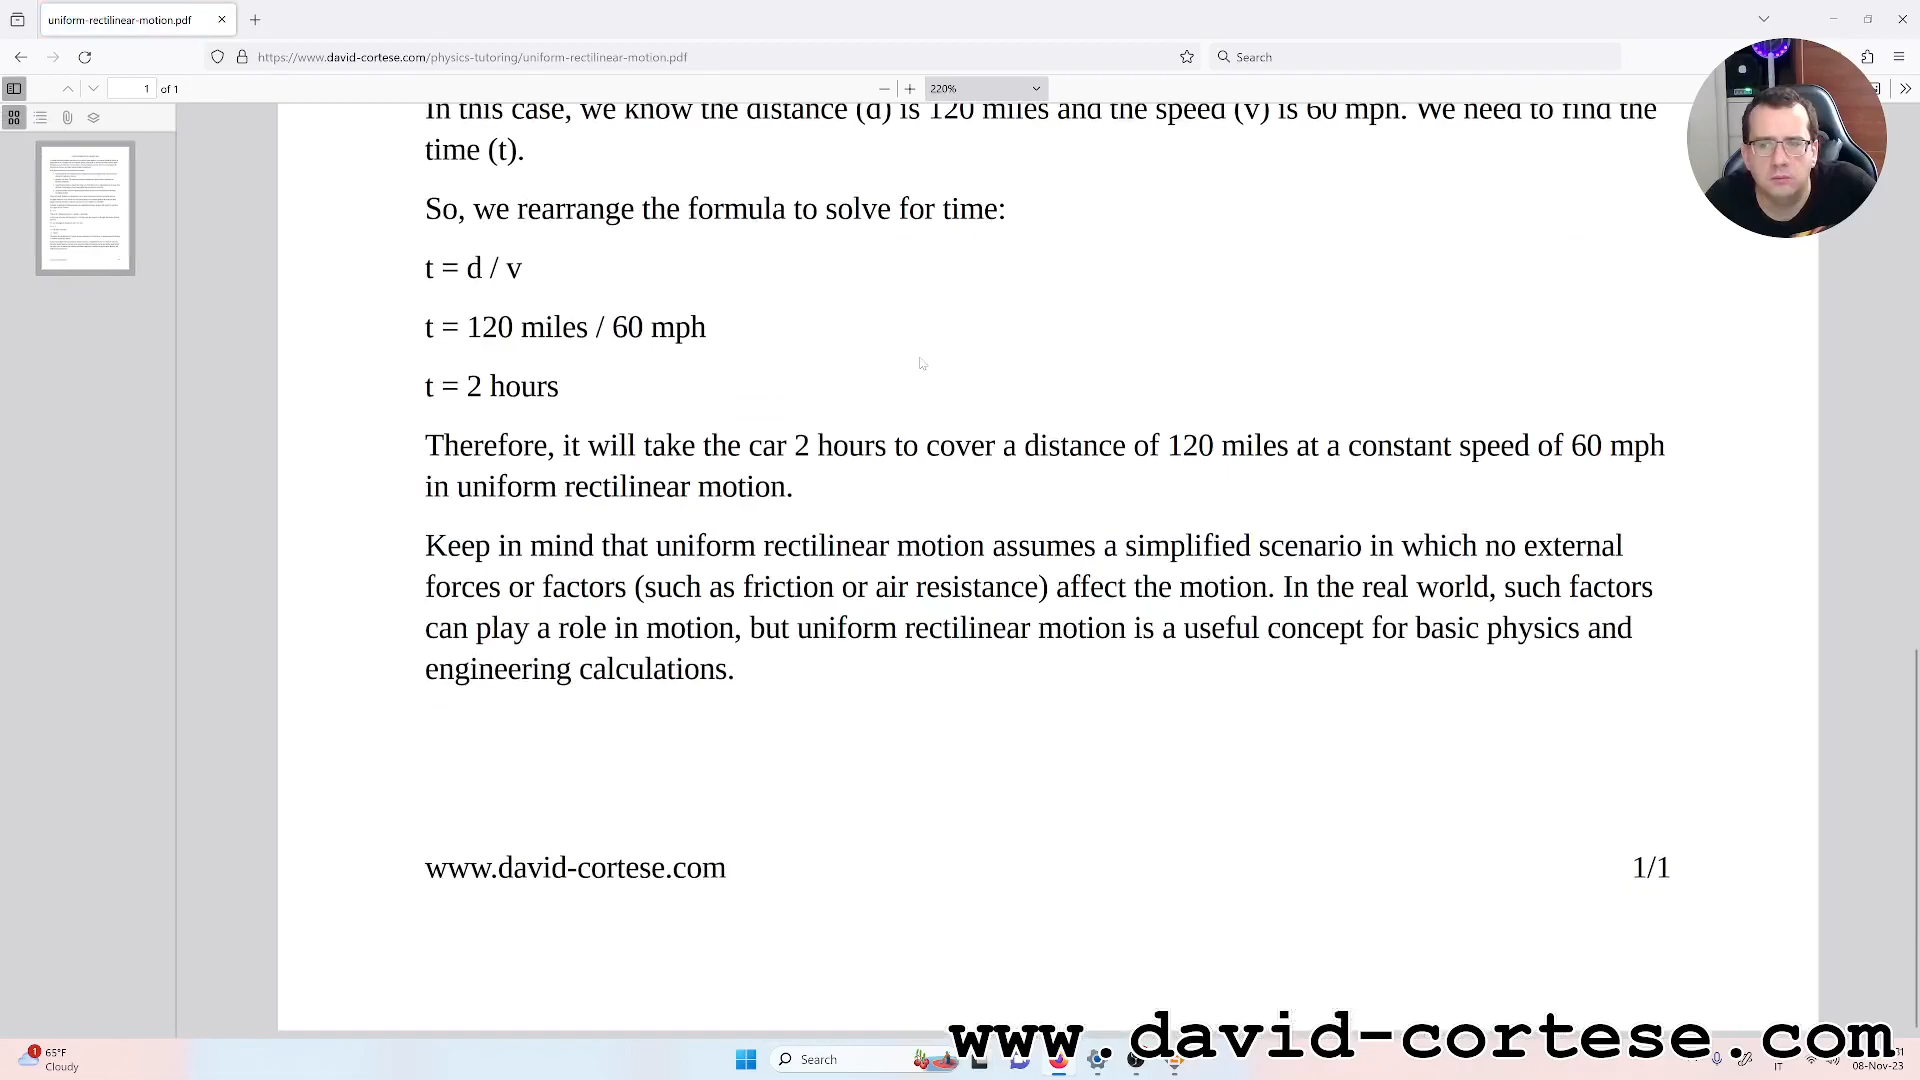 uniform-rectilinear-motion.pdf
https://www.david-cortese.com/physics-tutoring/uniform-rectilinear-motion.pdf
Search
1 of 1
220%
In this case, we know the distance (d) is 120 miles and the speed (v) is 60 mph. We need to find the
time (t).
So, we rearrange the formula to solve for time:
t = d / v
t = 120 miles / 60 mph
t = 2 hours
Therefore, it will take the car 2 hours to cover a distance of 120 miles at a constant speed of 60 mph
in uniform rectilinear motion.
Keep in mind that uniform rectilinear motion assumes a simplified scenario in which no external
forces or factors (such as friction or air resistance) affect the motion. In the real world, such factors
can play a role in motion, but uniform rectilinear motion is a useful concept for basic physics and
engineering calculations.
www.david-cortese.com 1/1
www.david-cortese.com
1
65°F
Cloudy
Search
IT
08-Nov-23